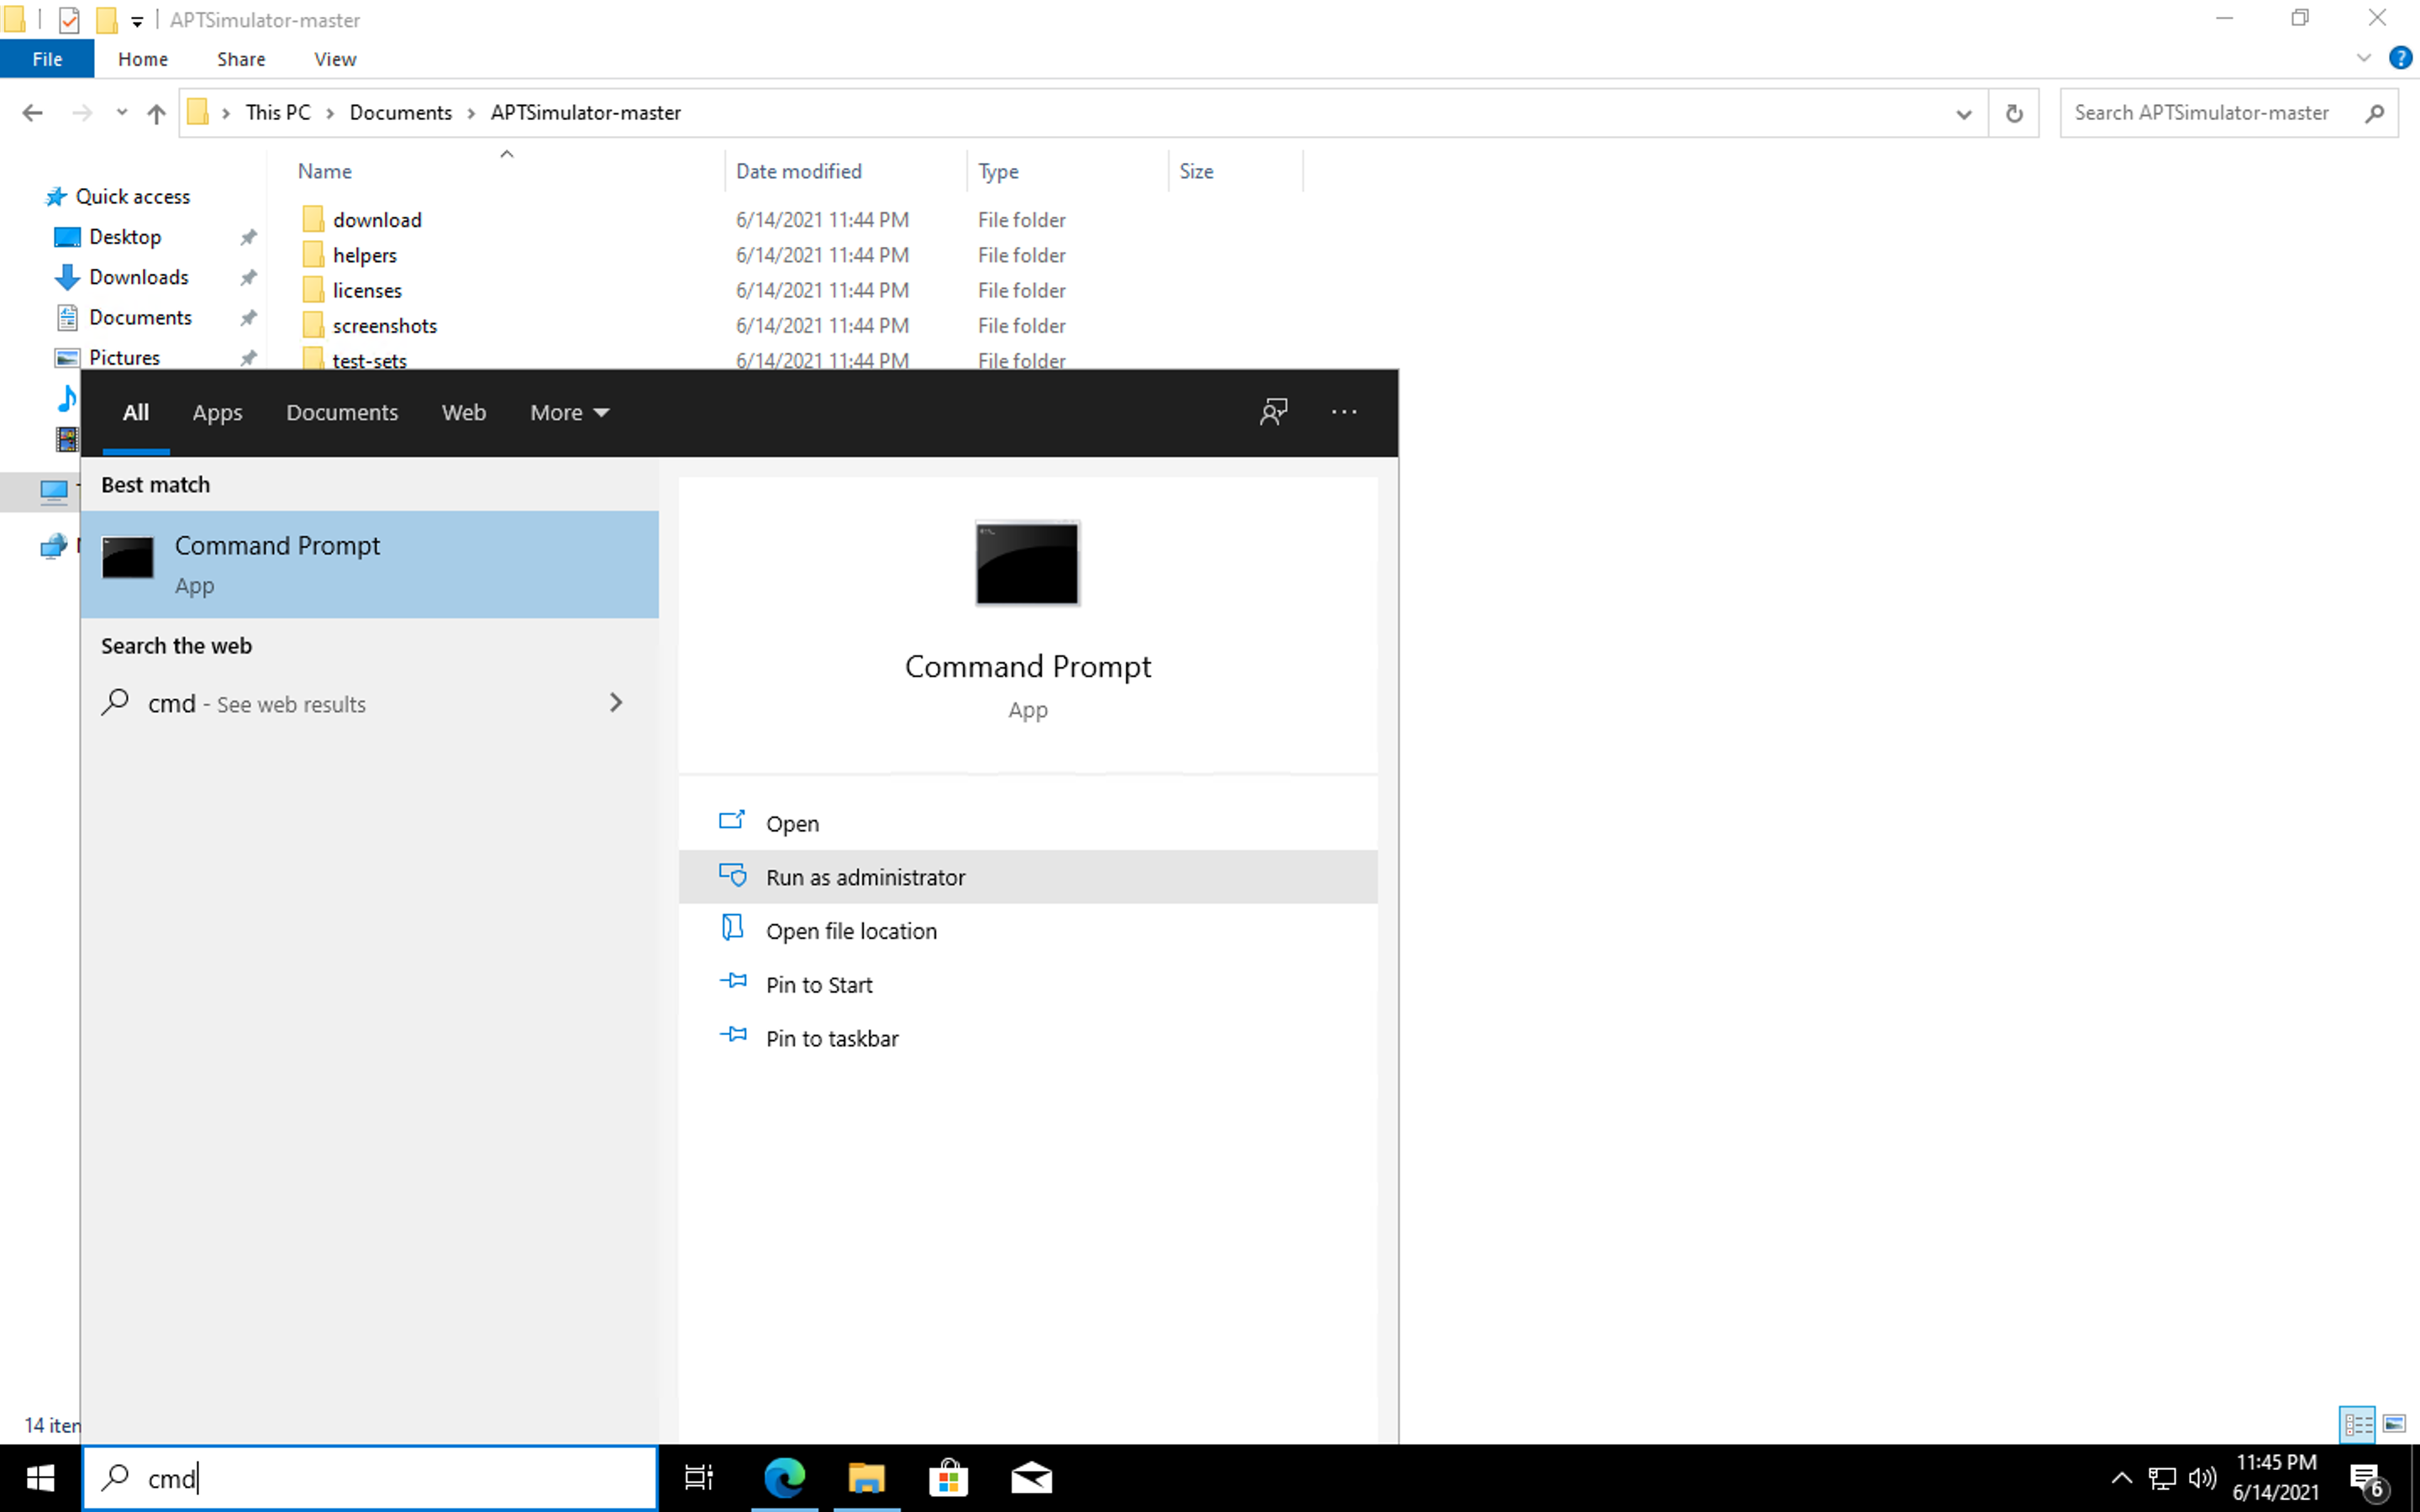 APTSimulator-master
File Home Share View
This PC > Documents > APTSimulator-master
Search APTSimulator-master
Name Date modified Type Size
Quick access
Desktop
Downloads
Documents
Pictures
download 6/14/2021 11:44 PM File folder
helpers 6/14/2021 11:44 PM File folder
licenses 6/14/2021 11:44 PM File folder
screenshots 6/14/2021 11:44 PM File folder
test-sets 6/14/2021 11:44 PM File folder
All Apps Documents Web More
Best match
Command Prompt
App
Search the web
cmd - See web results
Command Prompt
App
Open
Run as administrator
Open file location
Pin to Start
Pin to taskbar
14
cmd
11:45 PM
6/14/2021
6